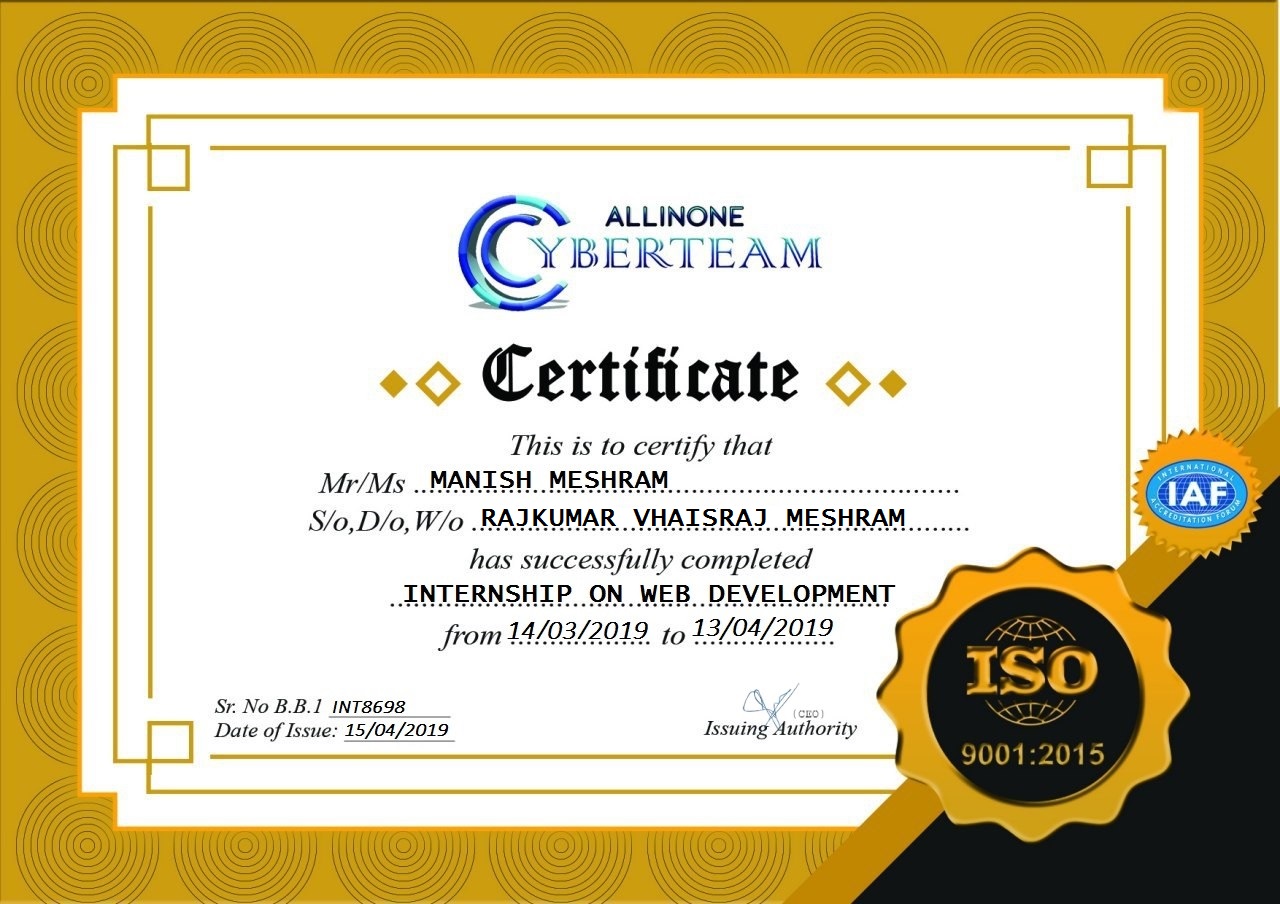 ALLINONE
CYBERTEAM
Certificate
This is to certify that
Mr/Ms MANISH MESHRAM
S/o,D/o,W/o RAJKUMAR VHAISRAJ MESHRAM
has successfully completed
INTERNSHIP ON WEB DEVELOPMENT
from 14/03/2019 to 13/04/2019
Sr. No B.B.1 INT8698
Date of Issue: 15/04/2019
(CEO)
Issuing Authority
INTERNATIONAL
IAF
ACCREDITATION FORUM
ISO
9001:2015